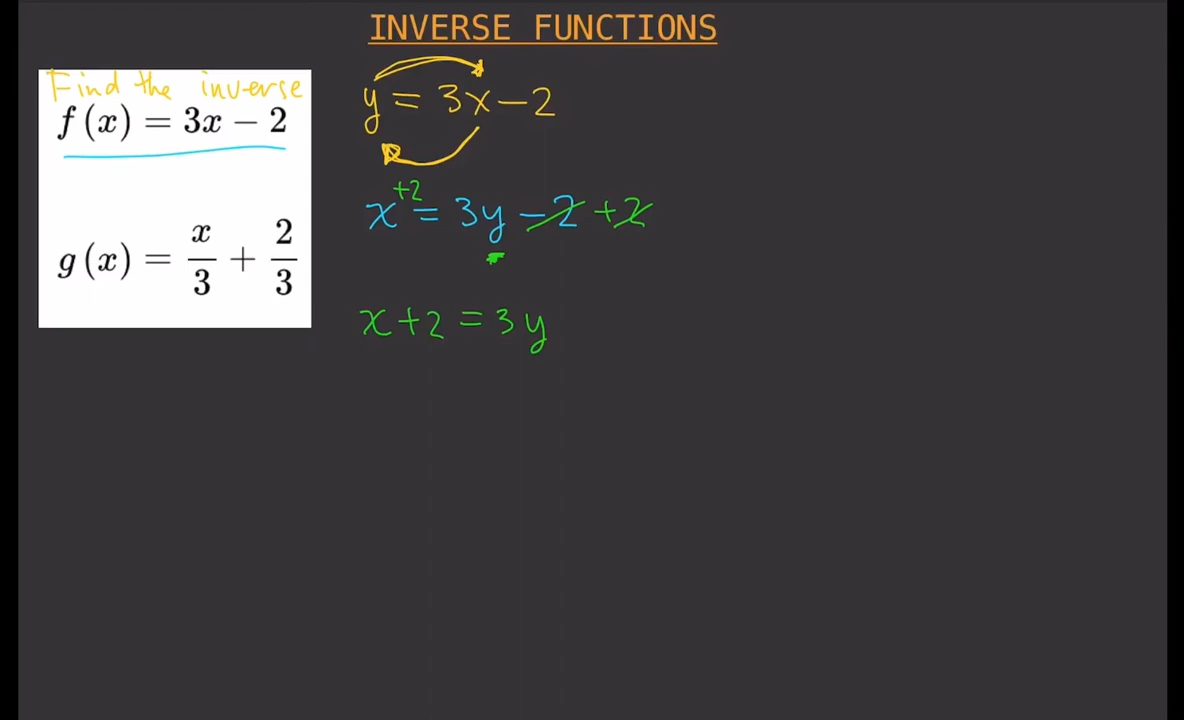 INVERSE FUNCTIONS
Find the inverse
f(x) = 3x − 2
g(x) = x/3 + 2/3
y = 3x − 2
x +2 = 3y − 2 + 2
x + 2 = 3y